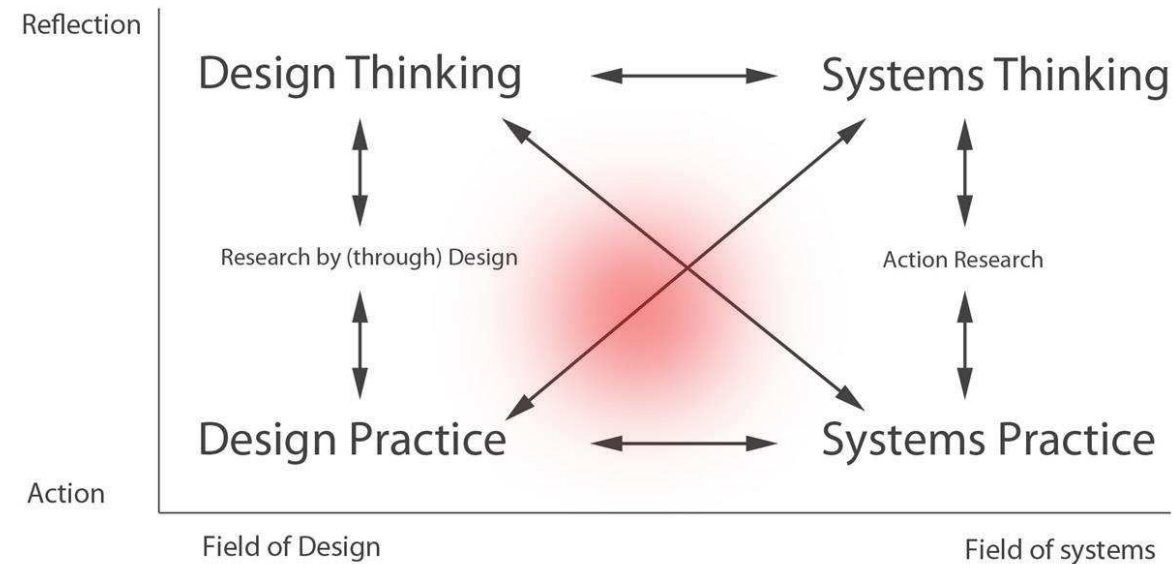 Reflection
Design Thinking
Systems Thinking
Research by (through) Design
Action Research
Design Practice
Systems Practice
Action
Field of Design
Field of systems